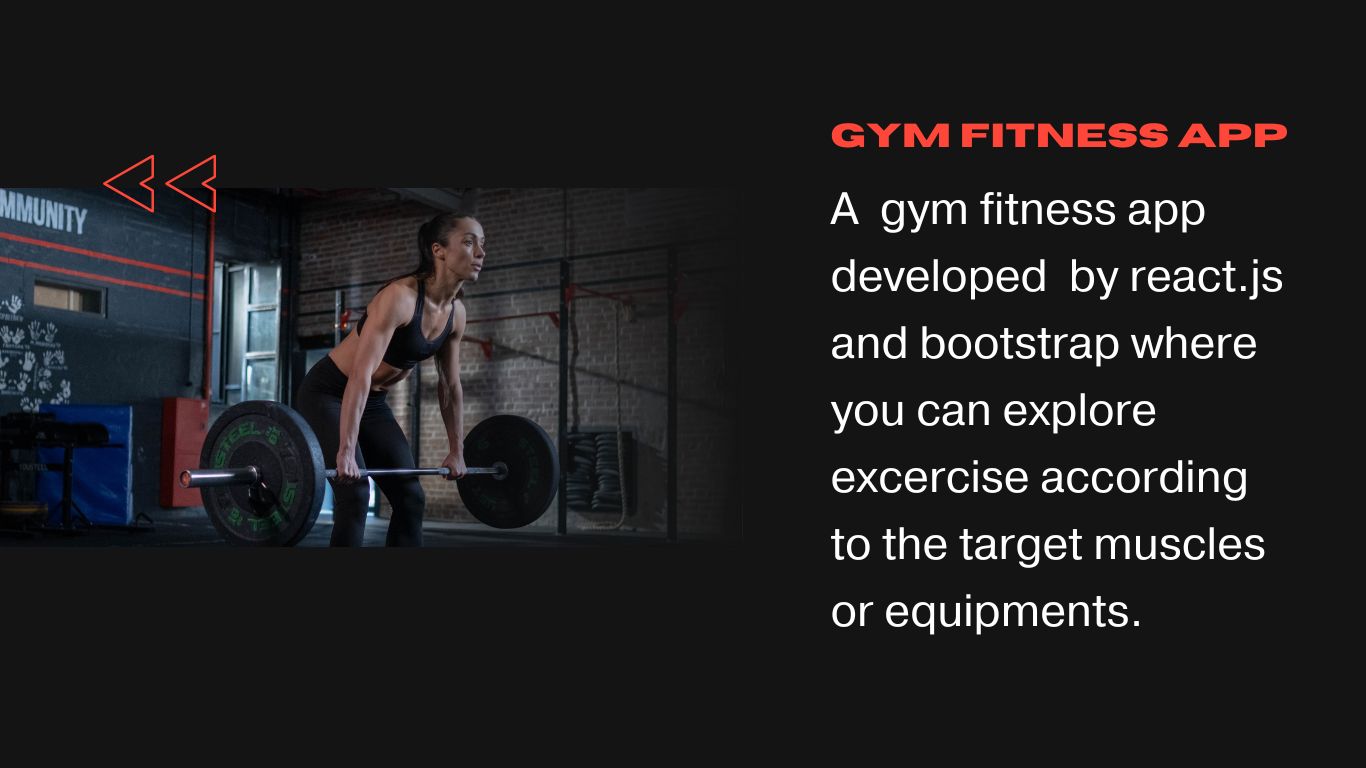 GYM FITNESS APP
A gym fitness app
developed by react.js
and bootstrap where
you can explore
excercise according
to the target muscles
or equipments.
MMUNITY